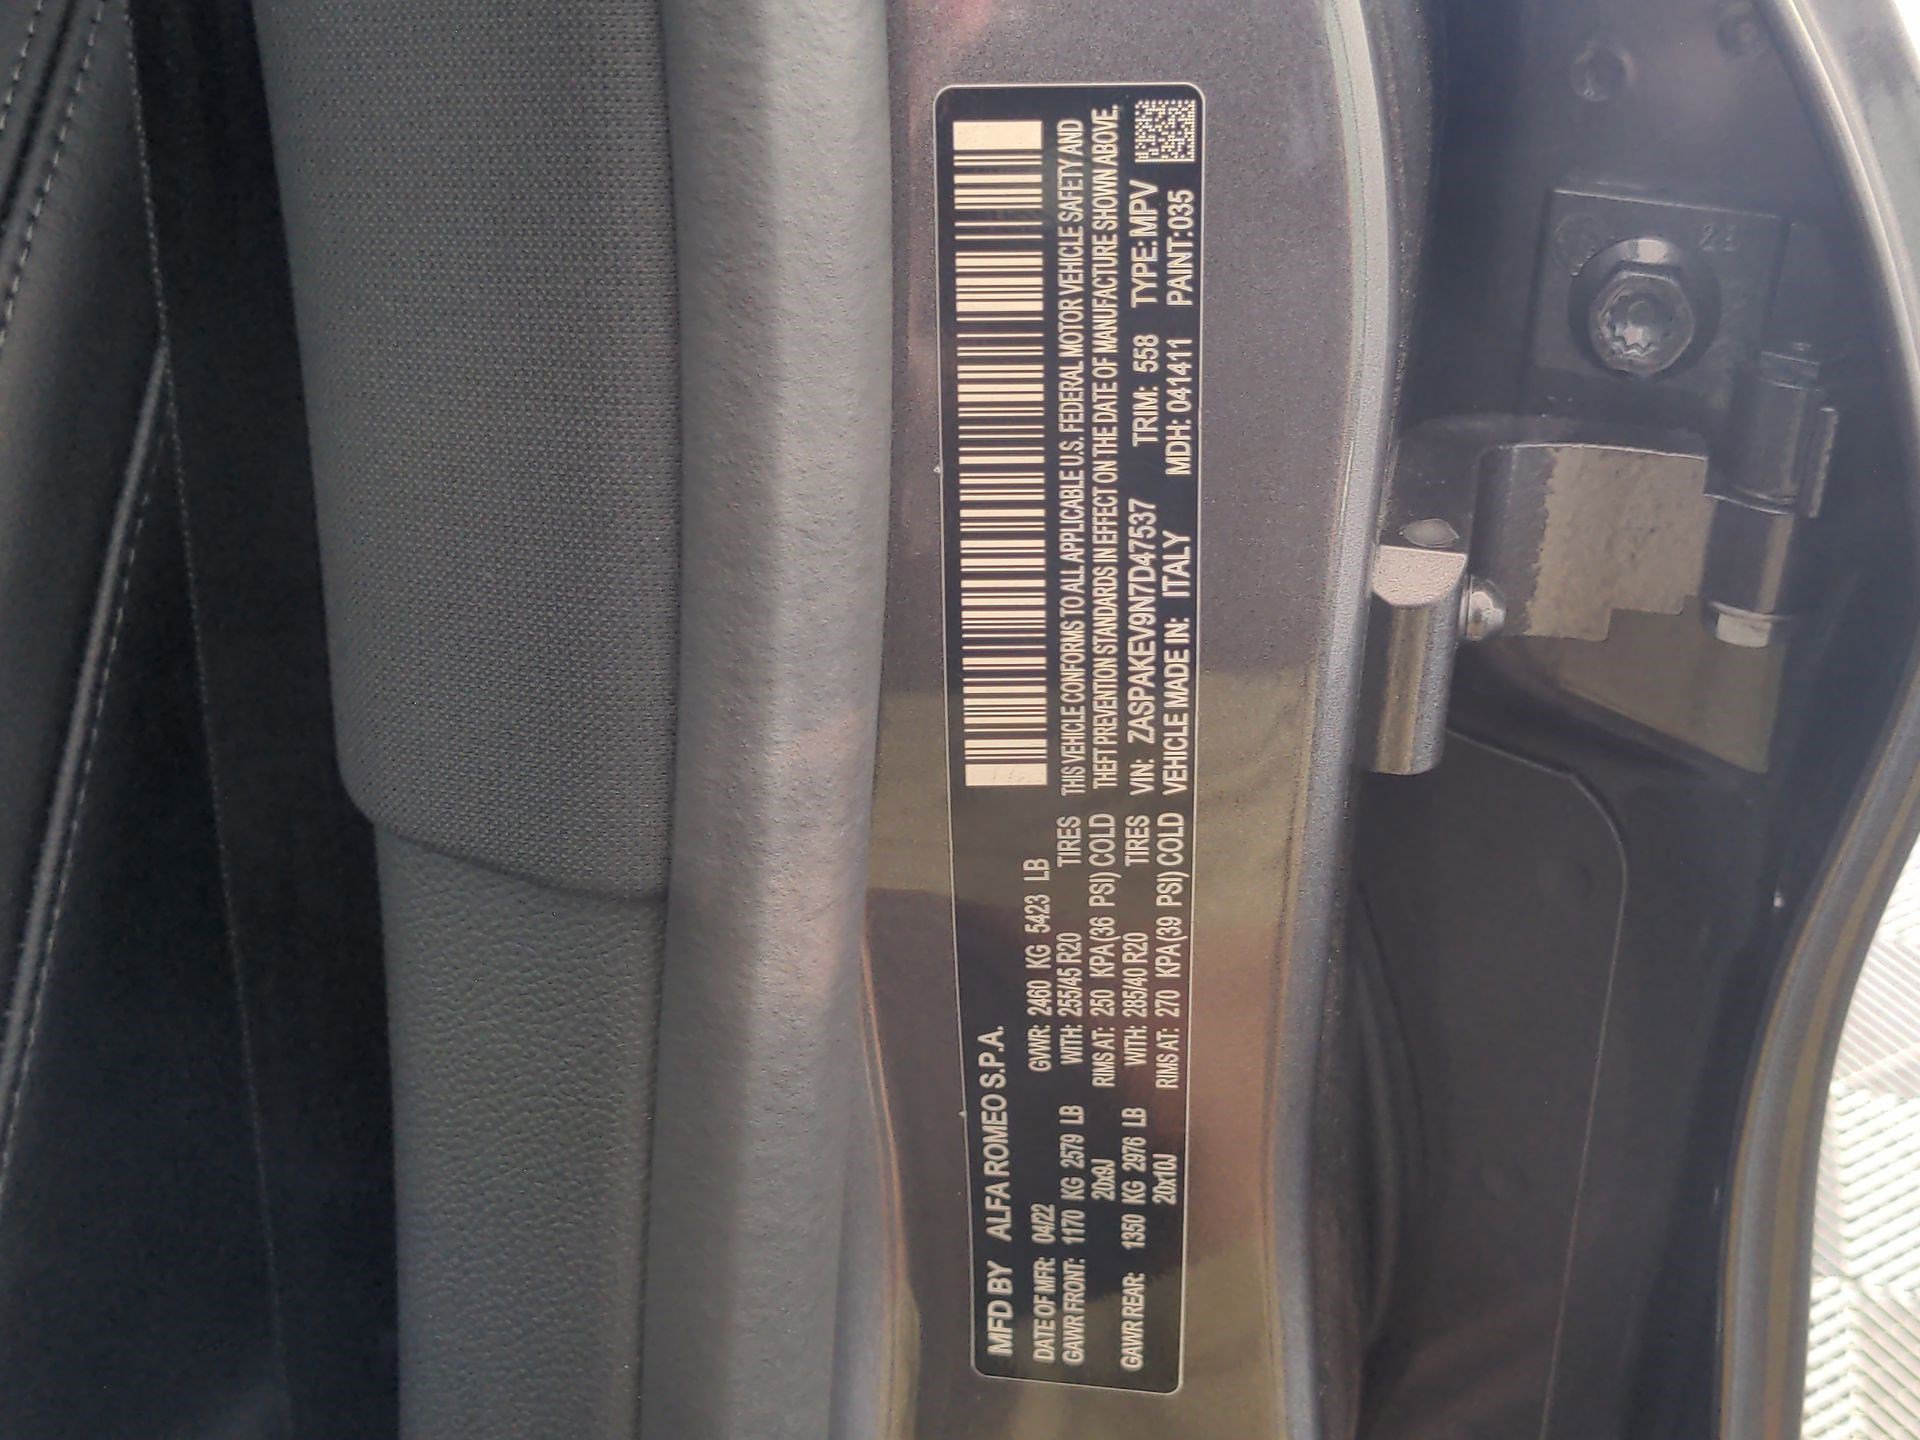 MFD BY ALFA ROMEO S.P.A.
DATE OF MFR: 04/22 GVWR: 2460 KG 5423 LB
GAWR FRONT: 1170 KG 2579 LB WITH: 255/45 R20 TIRES
20x9J RIMS AT: 250 KPA(36 PSI) COLD
GAWR REAR: 1350 KG 2976 LB WITH: 285/40 R20 TIRES
20x10J RIMS AT: 270 KPA(39 PSI) COLD
THIS VEHICLE CONFORMS TO ALL APPLICABLE U.S. FEDERAL MOTOR VEHICLE SAFETY AND
THEFT PREVENTION STANDARDS IN EFFECT ON THE DATE OF MANUFACTURE SHOWN ABOVE.
VIN: ZASPAKEV9N7D47537 TRIM: 558 TYPE: MPV
VEHICLE MADE IN: ITALY MDH: 041411 PAINT:035